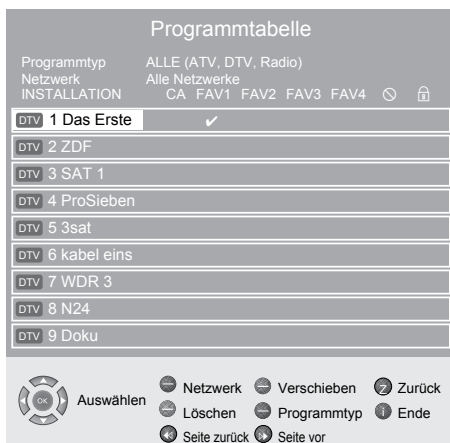 Programmtabelle
Programmtyp ALLE (ATV, DTV, Radio)
Netzwerk Alle Netzwerke
INSTALLATION CA FAV1 FAV2 FAV3 FAV4
DTV 1 Das Erste ✔
DTV 2 ZDF
DTV 3 SAT 1
DTV 4 ProSieben
DTV 5 3sat
DTV 6 kabel eins
DTV 7 WDR 3
DTV 8 N24
DTV 9 Doku
OK Auswählen Netzwerk Verschieben Z Zurück
Löschen Programmtyp i Ende
Seite zurück Seite vor